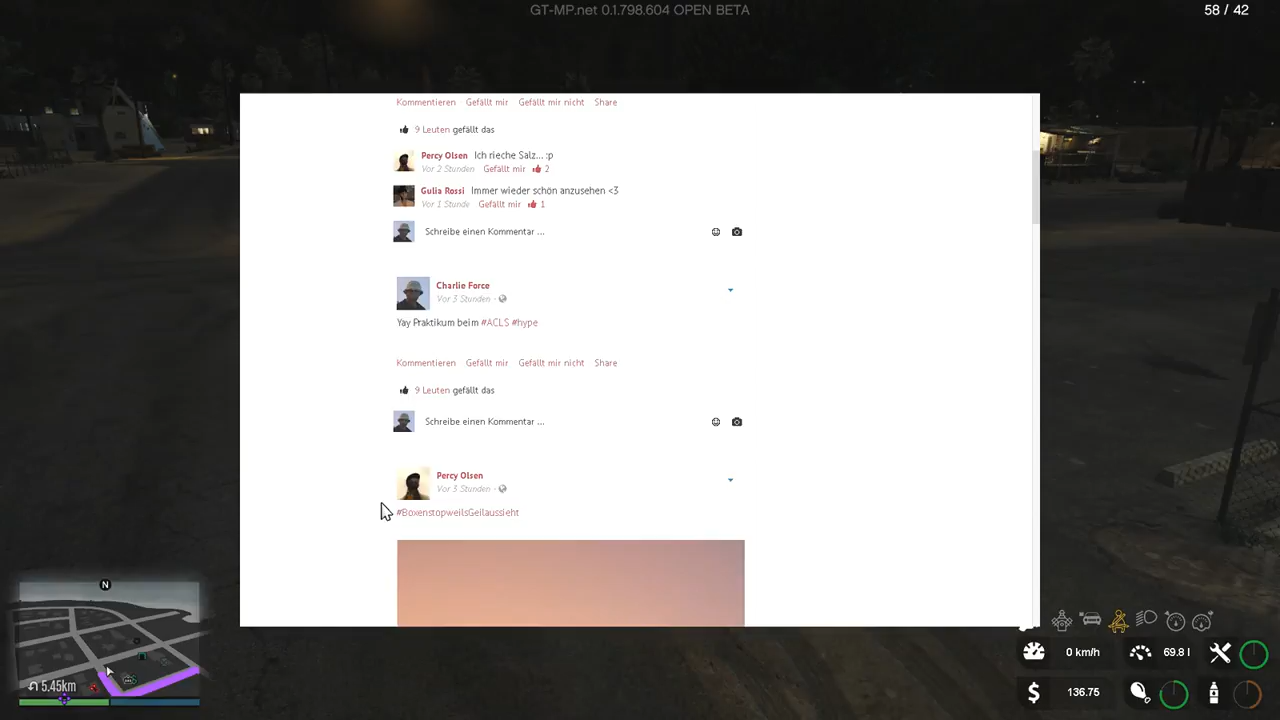 GT-MP.net 0.1.798.604 OPEN BETA
58 / 42
Kommentieren Gefällt mir Gefällt mir nicht Share
9 Leuten gefällt das
Percy Olsen Ich rieche Salz... :p
Vor 2 Stunden Gefällt mir 2
Gulia Rossi Immer wieder schön anzusehen <3
Vor 1 Stunde Gefällt mir 1
Schreibe einen Kommentar ...
Charlie Force
Vor 3 Stunden ·
Yay Praktikum beim #ACLS #hype
Kommentieren Gefällt mir Gefällt mir nicht Share
9 Leuten gefällt das
Schreibe einen Kommentar ...
Percy Olsen
Vor 3 Stunden ·
#BoxenstopweilsGeilaussieht
N
5.45km
0 km/h
69.8 l
$ 136.75